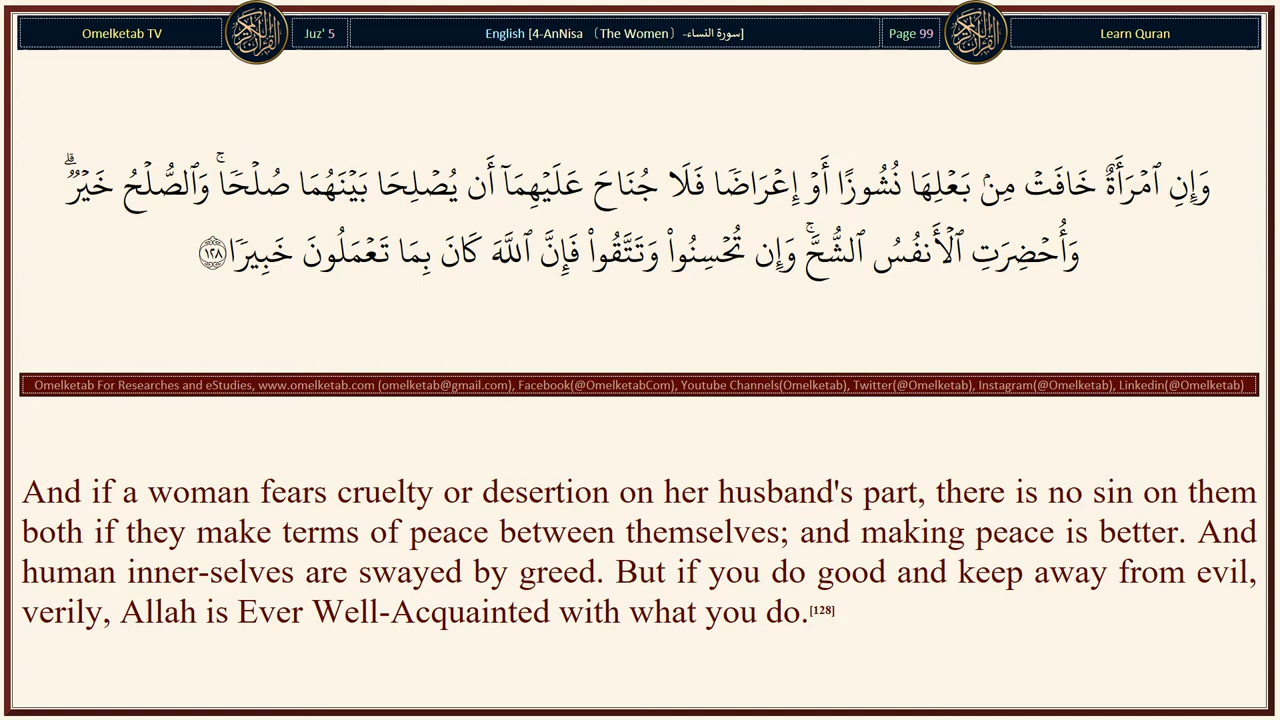 Omelketab TV
Juz' 5
English [4-AnNisa （The Women） -سورة النساء]
Page 99
Learn Quran
وَإِنِ ٱمۡرَأَةٌ خَافَتۡ مِنۢ بَعۡلِهَا نُشُوزًا أَوۡ إِعۡرَاضٗا فَلَا جُنَاحَ عَلَيۡهِمَآ أَن يُصۡلِحَا بَيۡنَهُمَا صُلۡحٗاۚ وَٱلصُّلۡحُ خَيۡرٞۗ
وَأُحۡضِرَتِ ٱلۡأَنفُسُ ٱلشُّحَّۚ وَإِن تُحۡسِنُواْ وَتَتَّقُواْ فَإِنَّ ٱللَّهَ كَانَ بِمَا تَعۡمَلُونَ خَبِيرٗا ١٢٨
Omelketab For Researches and eStudies, www.omelketab.com (omelketab@gmail.com), Facebook(@OmelketabCom), Youtube Channels(Omelketab), Twitter(@Omelketab), Instagram(@Omelketab), Linkedin(@Omelketab)
And if a woman fears cruelty or desertion on her husband's part, there is no sin on them
both if they make terms of peace between themselves; and making peace is better. And
human inner-selves are swayed by greed. But if you do good and keep away from evil,
verily, Allah is Ever Well-Acquainted with what you do.[128]